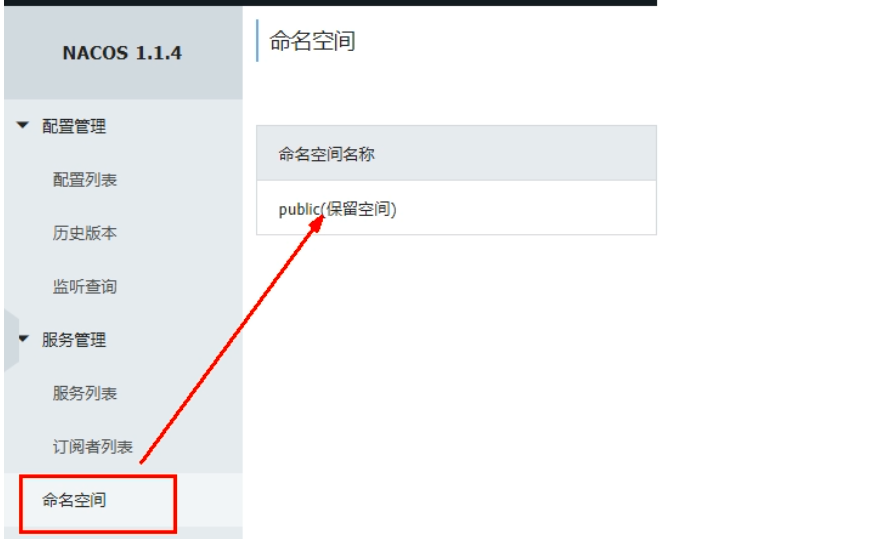 NACOS 1.1.4
配置管理
配置列表
历史版本
监听查询
服务管理
服务列表
订阅者列表
命名空间
命名空间
命名空间名称
public(保留空间)